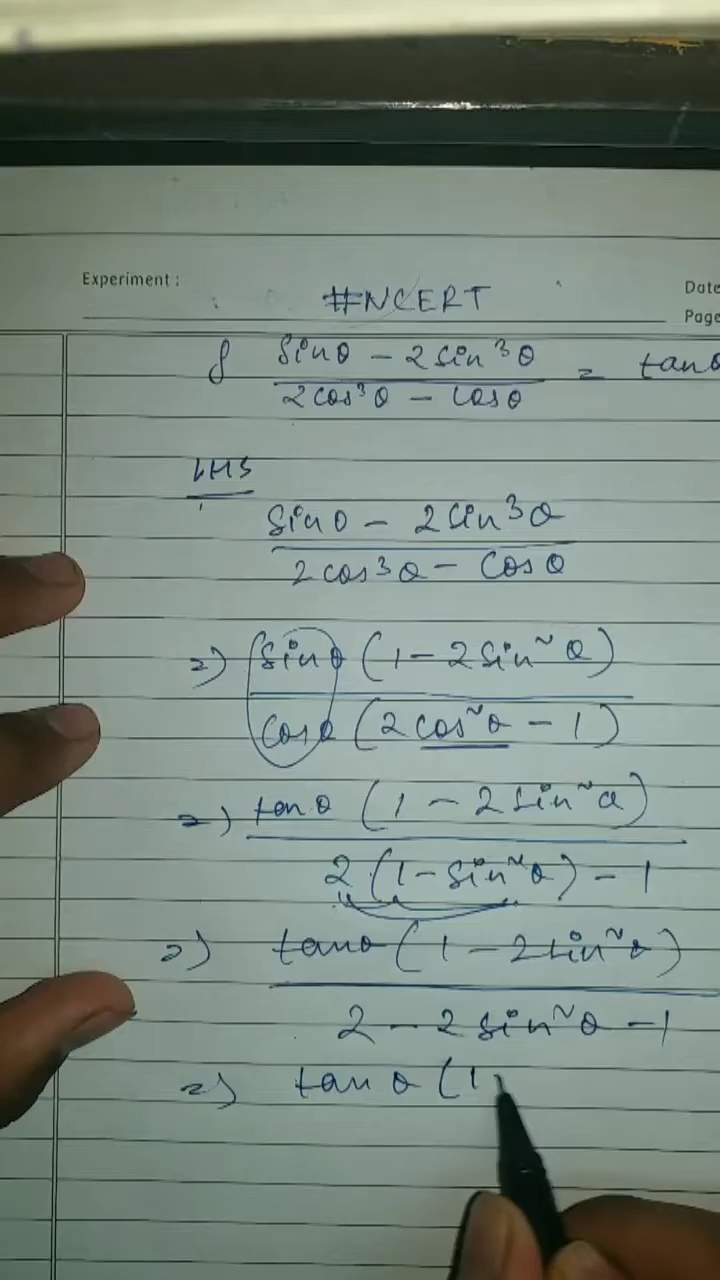 Experiment :
#NCERT
Date
Page
∫ sinθ − 2sin³θ / 2cos³θ − cosθ = tanθ
LHS
sinθ − 2sin³θ
2cos³θ − cosθ
=) sinθ (1 − 2sin²θ)
cosθ (2cos²θ − 1)
=) tanθ (1 − 2sin²θ)
2(1 − sin²θ) − 1
=) tanθ (1 − 2sin²θ)
2 − 2sin²θ − 1
=) tanθ (1